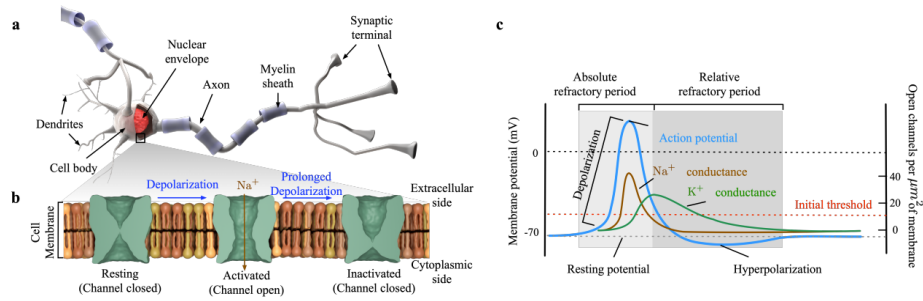 a
Nuclear
envelope
Axon
Myelin
sheath
Synaptic
terminal
Dendrites
Cell body
b
Depolarization
Na+
Prolonged
Depolarization
Extracellular
side
Cell
Membrane
Cytoplasmic
side
Resting
(Channel closed)
Activated
(Channel open)
Inactivated
(Channel closed)
c
Absolute
refractory period
Relative
refractory period
Membrane potential (mV)
0
-70
Depolarization
Action potential
Na+ conductance
K+
conductance
Initial threshold
Resting potential
Hyperpolarization
40
20
0
Open channels
per μm2
of membrane